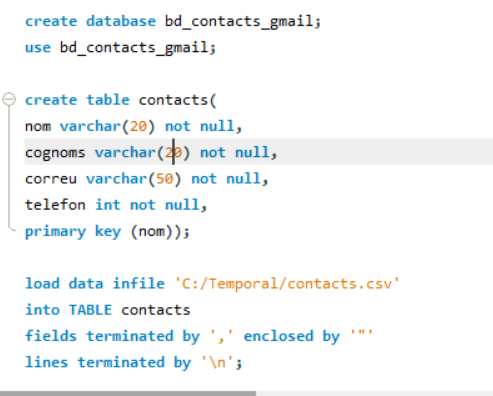 create database bd_contacts_gmail;
use bd_contacts_gmail;
create table contacts(
nom varchar(20) not null,
cognoms varchar(20) not null,
correu varchar(50) not null,
telefon int not null,
primary key (nom));
load data infile 'C:/Temporal/contacts.csv'
into TABLE contacts
fields terminated by ',' enclosed by '"'
lines terminated by '\n';